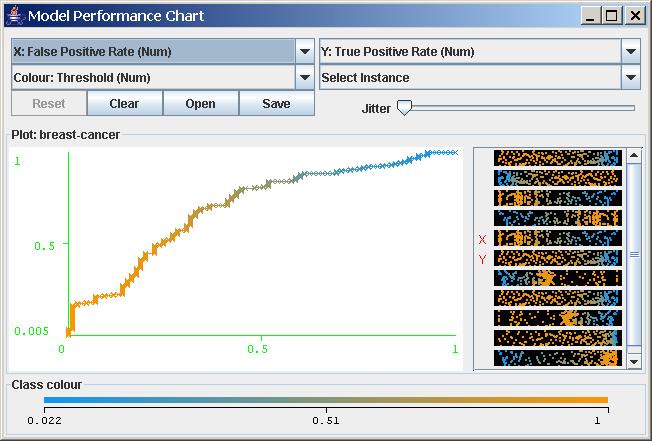 Model Performance Chart
X: False Positive Rate (Num)
Y: True Positive Rate (Num)
Colour: Threshold (Num)
Select Instance
Reset
Clear
Open
Save
Jitter
Plot: breast-cancer
1
0.5
0.005
0
0.5
1
X
Y
Class colour
0.022
0.51
1